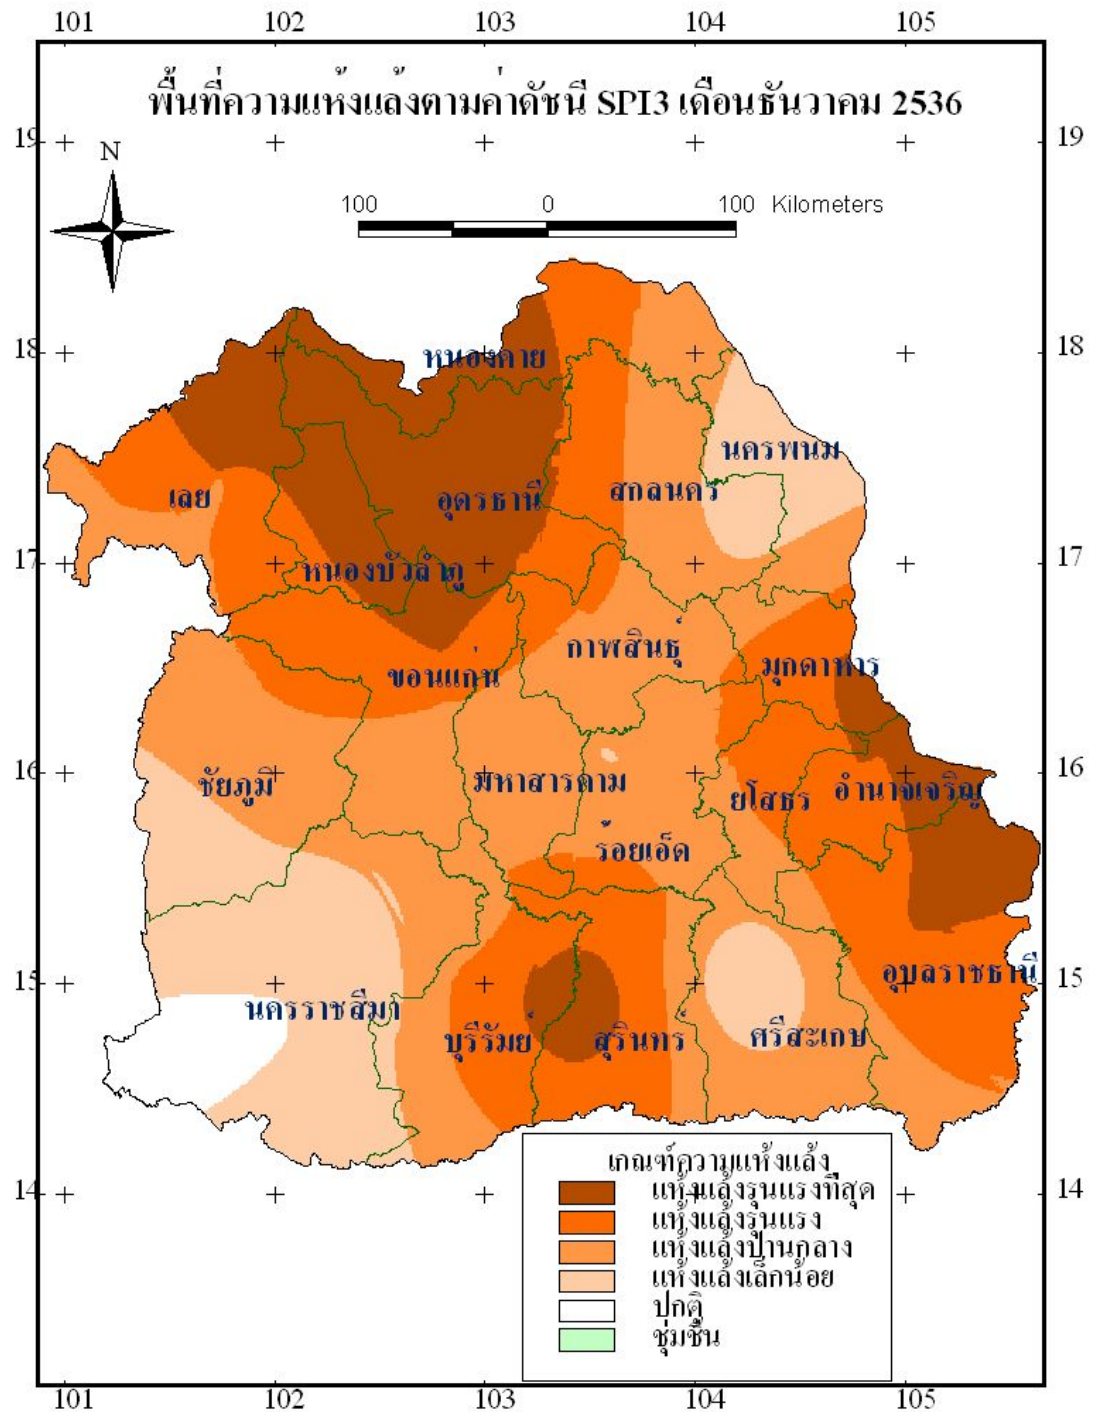 101 102 103 104 105
พื้นที่ความแห้งแล้งตามค่าดัชนี SPI3 เดือนธันวาคม 2536
19 19
N
100 0 100 Kilometers
18 18
หนองคาย
นครพนม
เลย อุดรธานี สกลนคร
17 17
หนองบัวลำภู
กาฬสินธุ์
ขอนแก่น มุกดาหาร
16 16
ชัยภูมิ มหาสารคาม ยโสธร อำนาจเจริญ
ร้อยเอ็ด
15 15
อุบลราชธานี
นครราชสีมา บุรีรัมย์ สุรินทร์ ศรีสะเกษ
เกณฑ์ความแห้งแล้ง
14 14
แห้งแล้งรุนแรงที่สุด
แห้งแล้งรุนแรง
แห้งแล้งปานกลาง
แห้งแล้งเล็กน้อย
ปกติ
ชุ่มชื้น
101 102 103 104 105